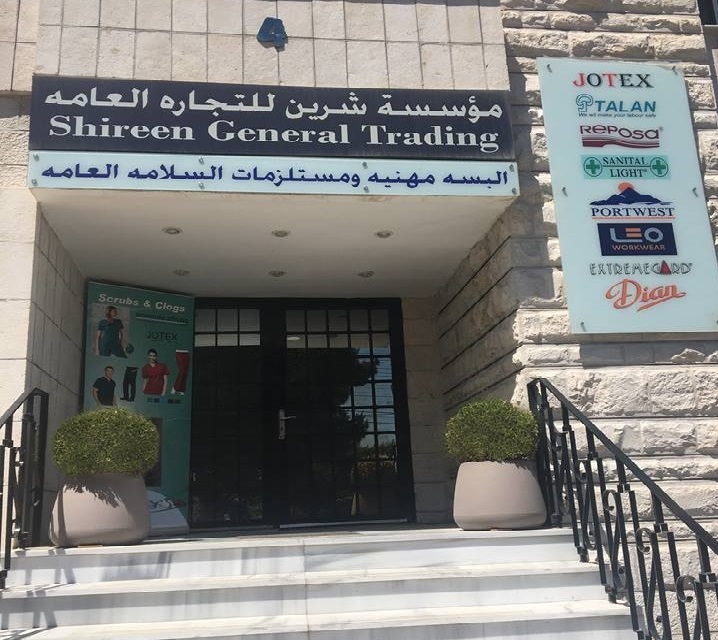 4
مؤسسة شرين للتجاره العامه
Shireen General Trading
البسه مهنيه ومستلزمات السلامه العامه
JOTEX
TALAN
We will make your labour safe
REPOSA
SANITAL
LIGHT
PORTWEST
LEO
WORKWEAR
EXTREMEGARD
Dian
Scrubs & Clogs
JOTEX